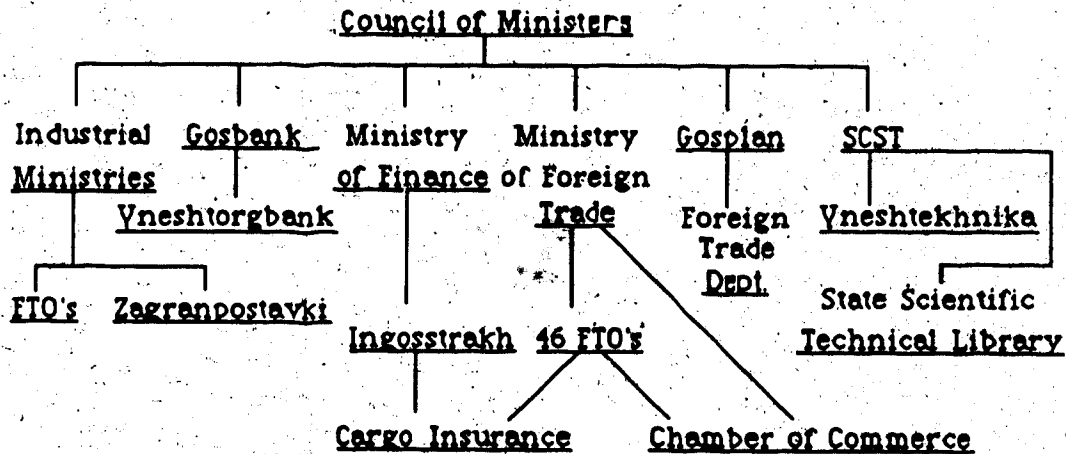 Council of Ministers
Industrial Ministries
Gosbank
Ministry of Finance
Ministry of Foreign Trade
Gosplan
SCST
Vneshtorgbank
Foreign Trade Dept.
Vneshtekhnika
FTO's
Zagranpostavki
State Scientific Technical Library
Ingosstrakh
46 FTO's
Cargo Insurance
Chamber of Commerce